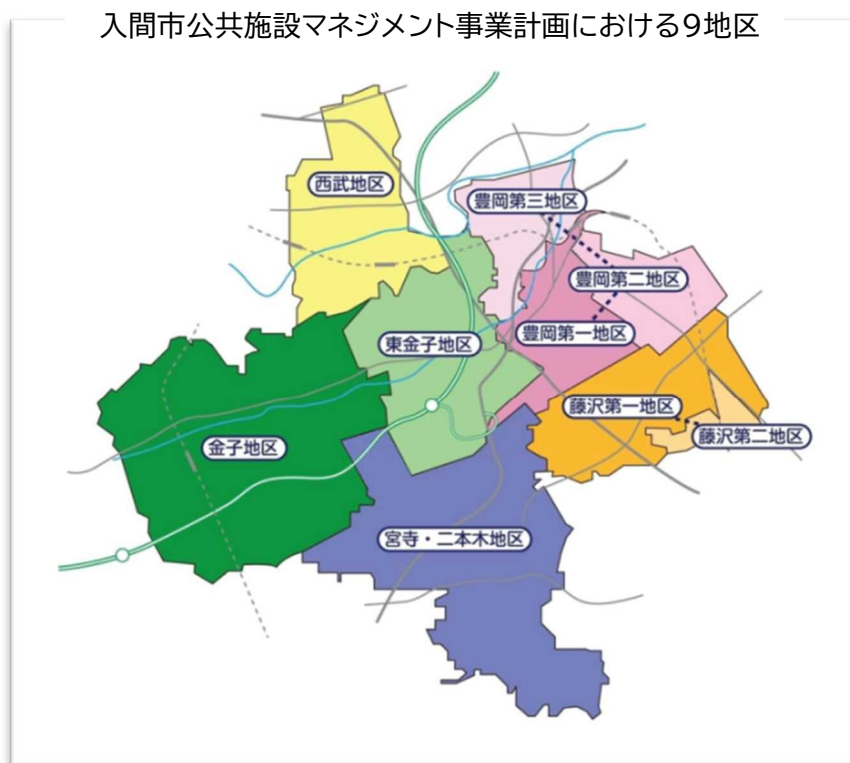 入間市公共施設マネジメント事業計画における9地区
西武地区
豊岡第三地区
豊岡第二地区
豊岡第一地区
東金子地区
藤沢第一地区
藤沢第二地区
金子地区
宮寺・二本木地区